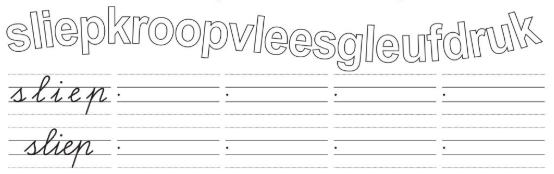 sliepkroopvleesgleufdruk
sliep . . . .
sliep . . . .